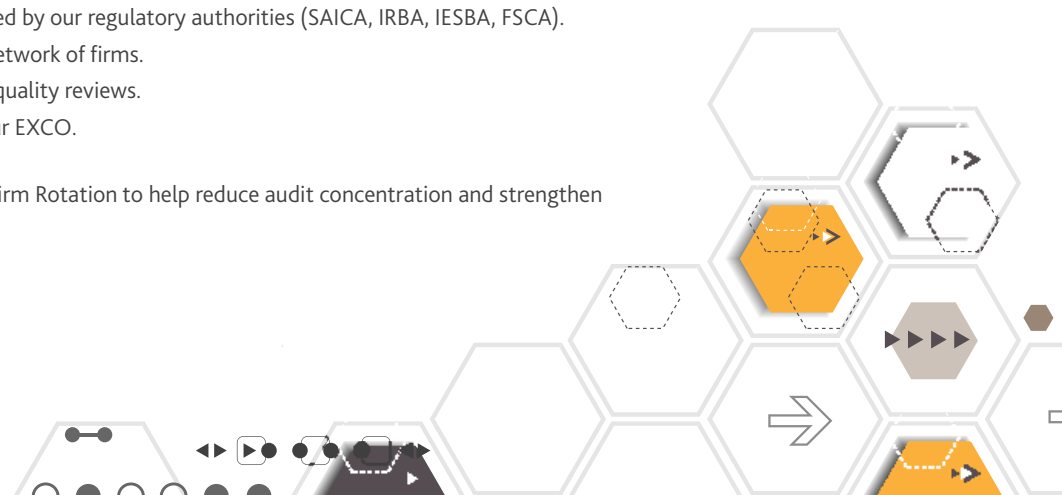 ed by our regulatory authorities (SAICA, IRBA, IESBA, FSCA).
etwork of firms.
quality reviews.
ur EXCO.
irm Rotation to help reduce audit concentration and strengthen